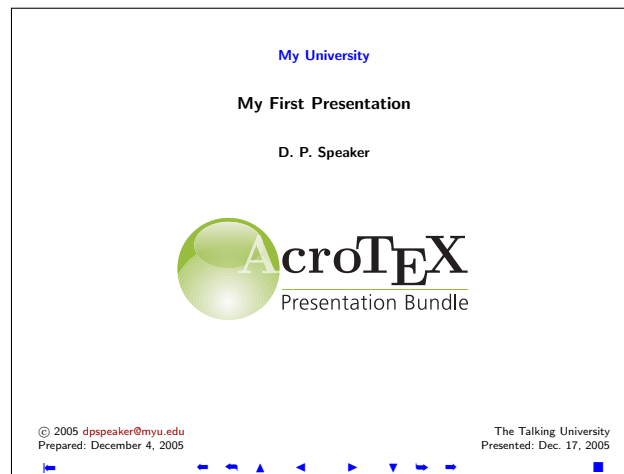 My University
My First Presentation
D. P. Speaker
AcroTEX
Presentation Bundle
© 2005 dpspeaker@myu.edu
Prepared: December 4, 2005
The Talking University
Presented: Dec. 17, 2005